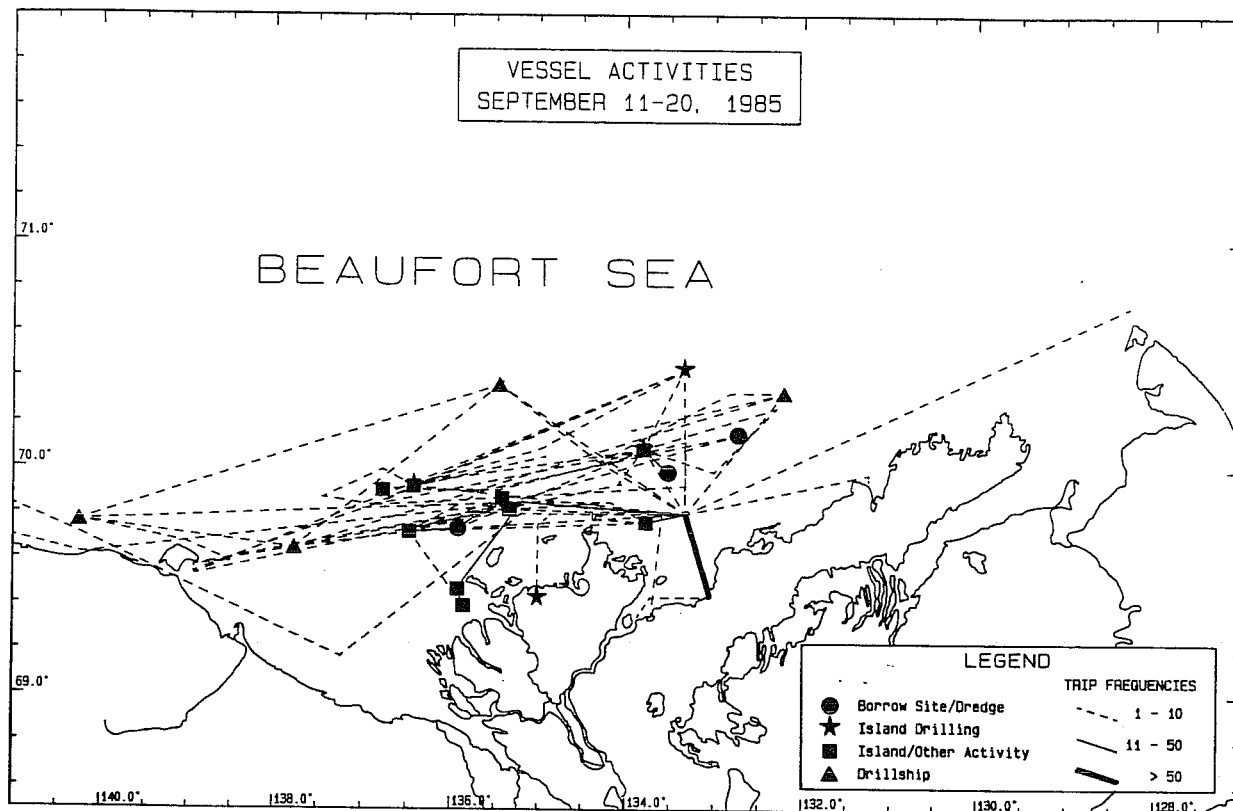 VESSEL ACTIVITIES
SEPTEMBER 11-20, 1985
71.0°
BEAUFORT SEA
70.0°
69.0°
LEGEND
TRIP FREQUENCIES
Borrow Site/Dredge
1 - 10
Island Drilling
11 - 50
Island/Other Activity
> 50
Drillship
140.0°
138.0°
136.0°
134.0°
132.0°
130.0°
128.0°